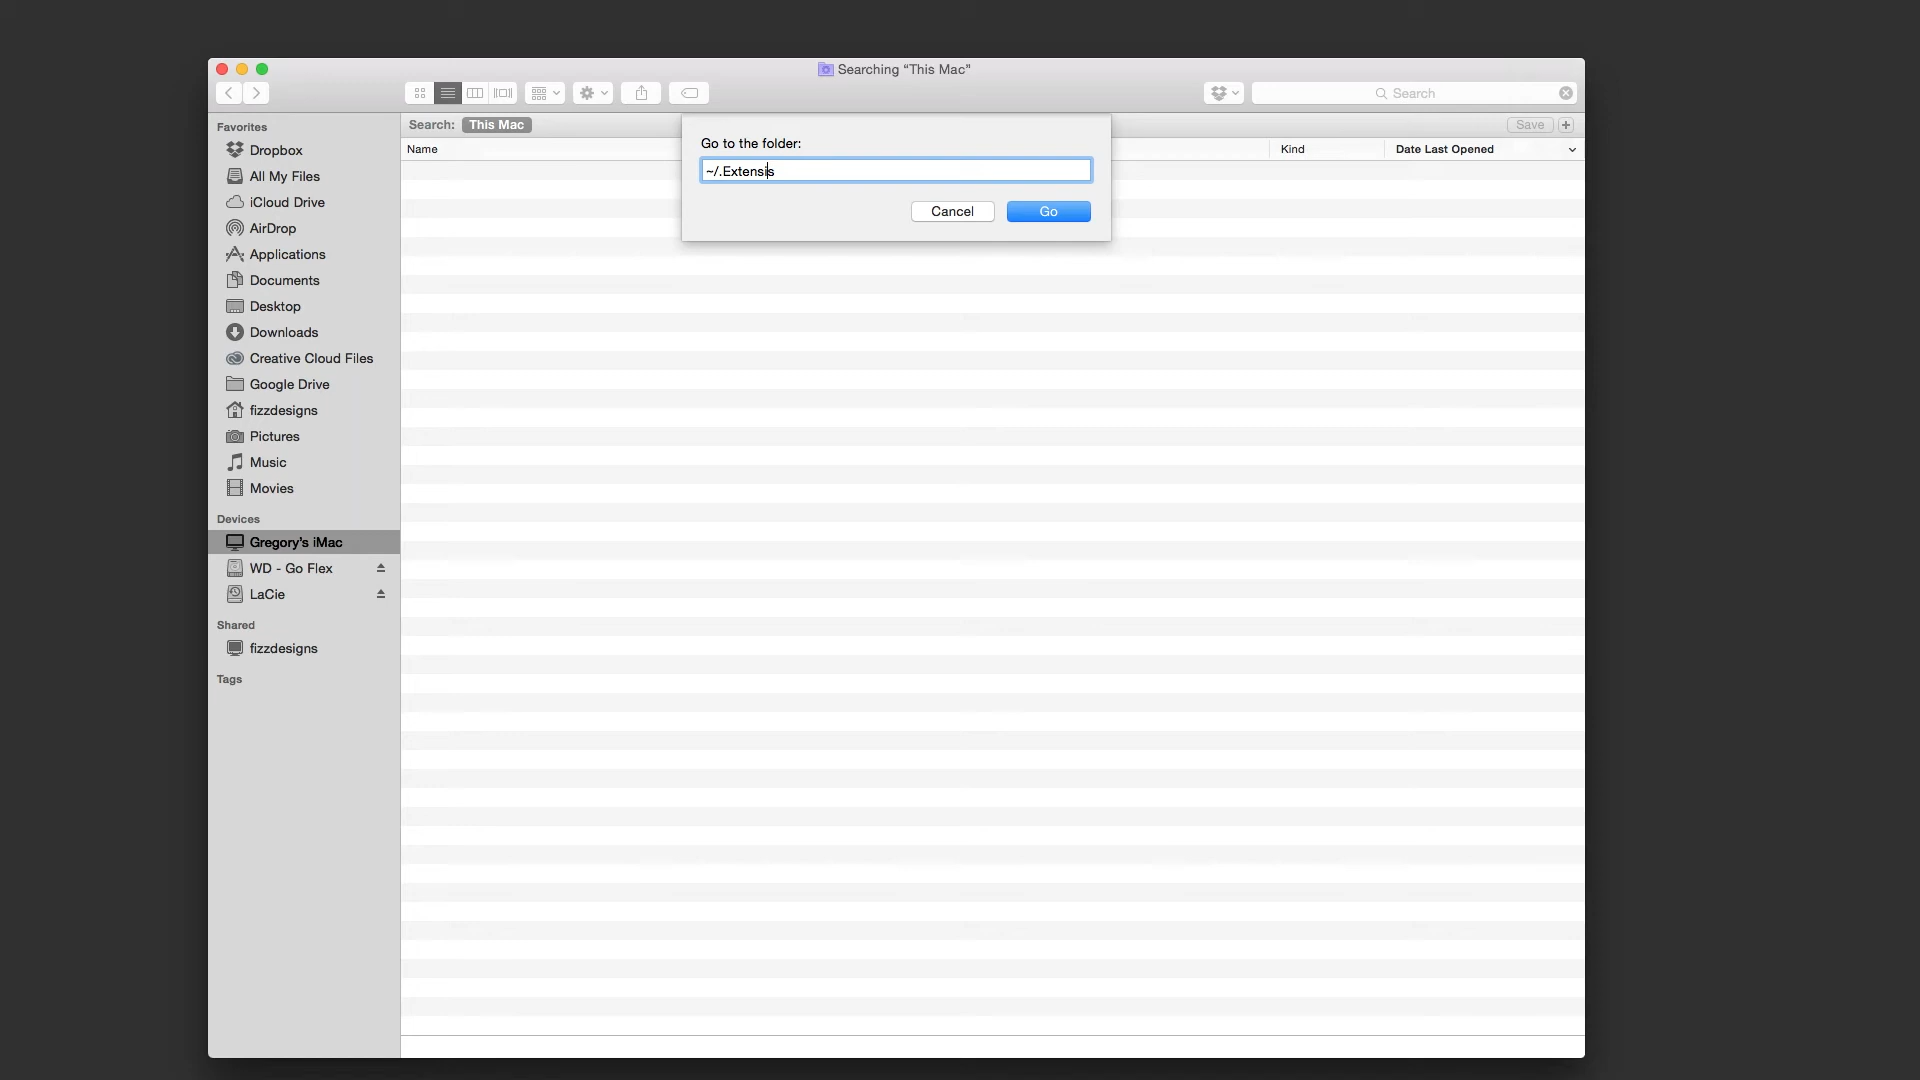 Searching “This Mac”
Search
Favorites
Dropbox
All My Files
iCloud Drive
AirDrop
Applications
Documents
Desktop
Downloads
Creative Cloud Files
Google Drive
fizzdesigns
Pictures
Music
Movies
Devices
Gregory’s iMac
WD - Go Flex
LaCie
Shared
fizzdesigns
Tags
Search: This Mac Save +
Name Kind Date Last Opened
Go to the folder:
~/.Extensis
Cancel Go